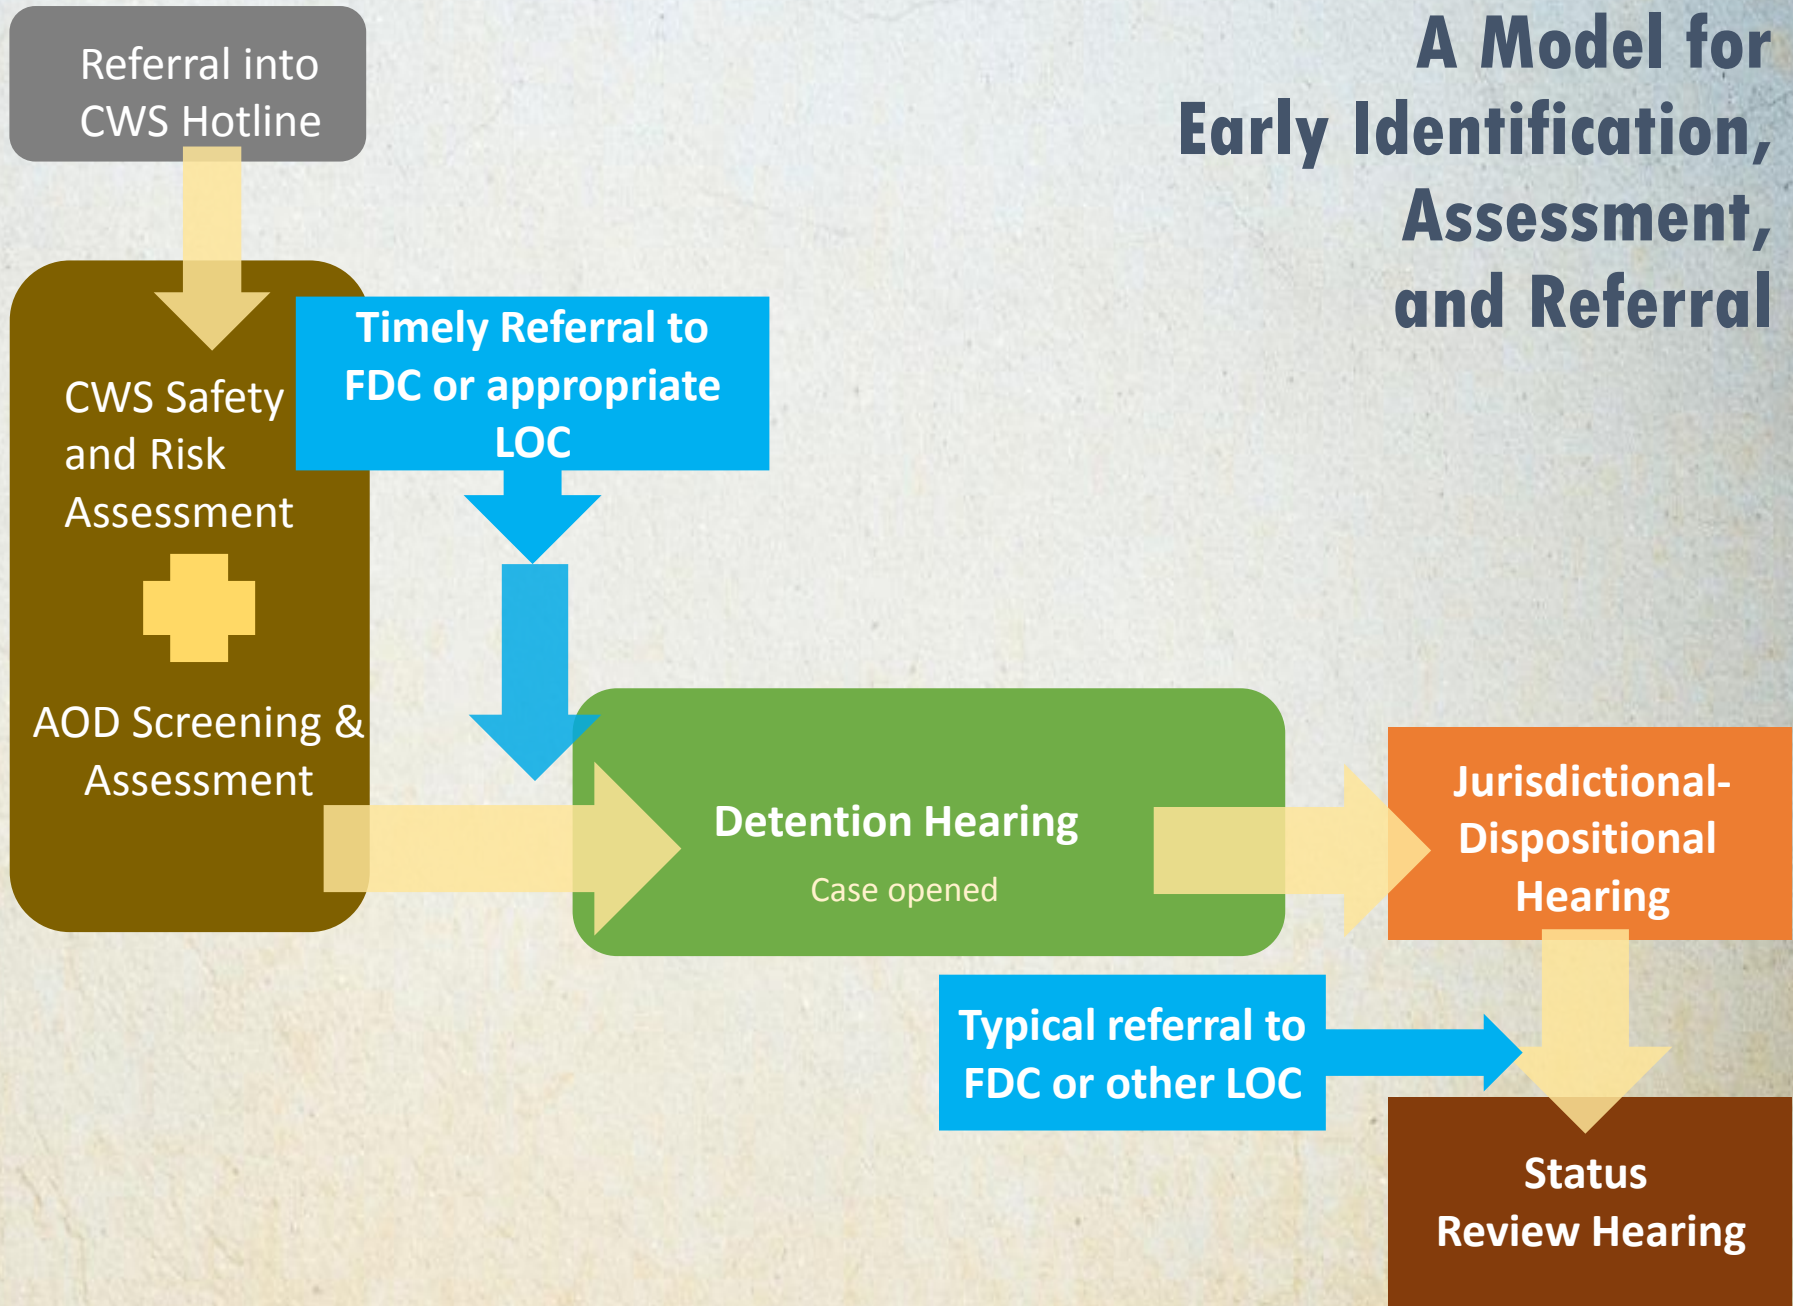 A Model for
Early Identification,
Assessment,
and Referral
Referral into
CWS Hotline
CWS Safety
and Risk
Assessment
AOD Screening &
Assessment
Timely Referral to
FDC or appropriate
LOC
Detention Hearing
Case opened
Jurisdictional-
Dispositional
Hearing
Typical referral to
FDC or other LOC
Status
Review Hearing